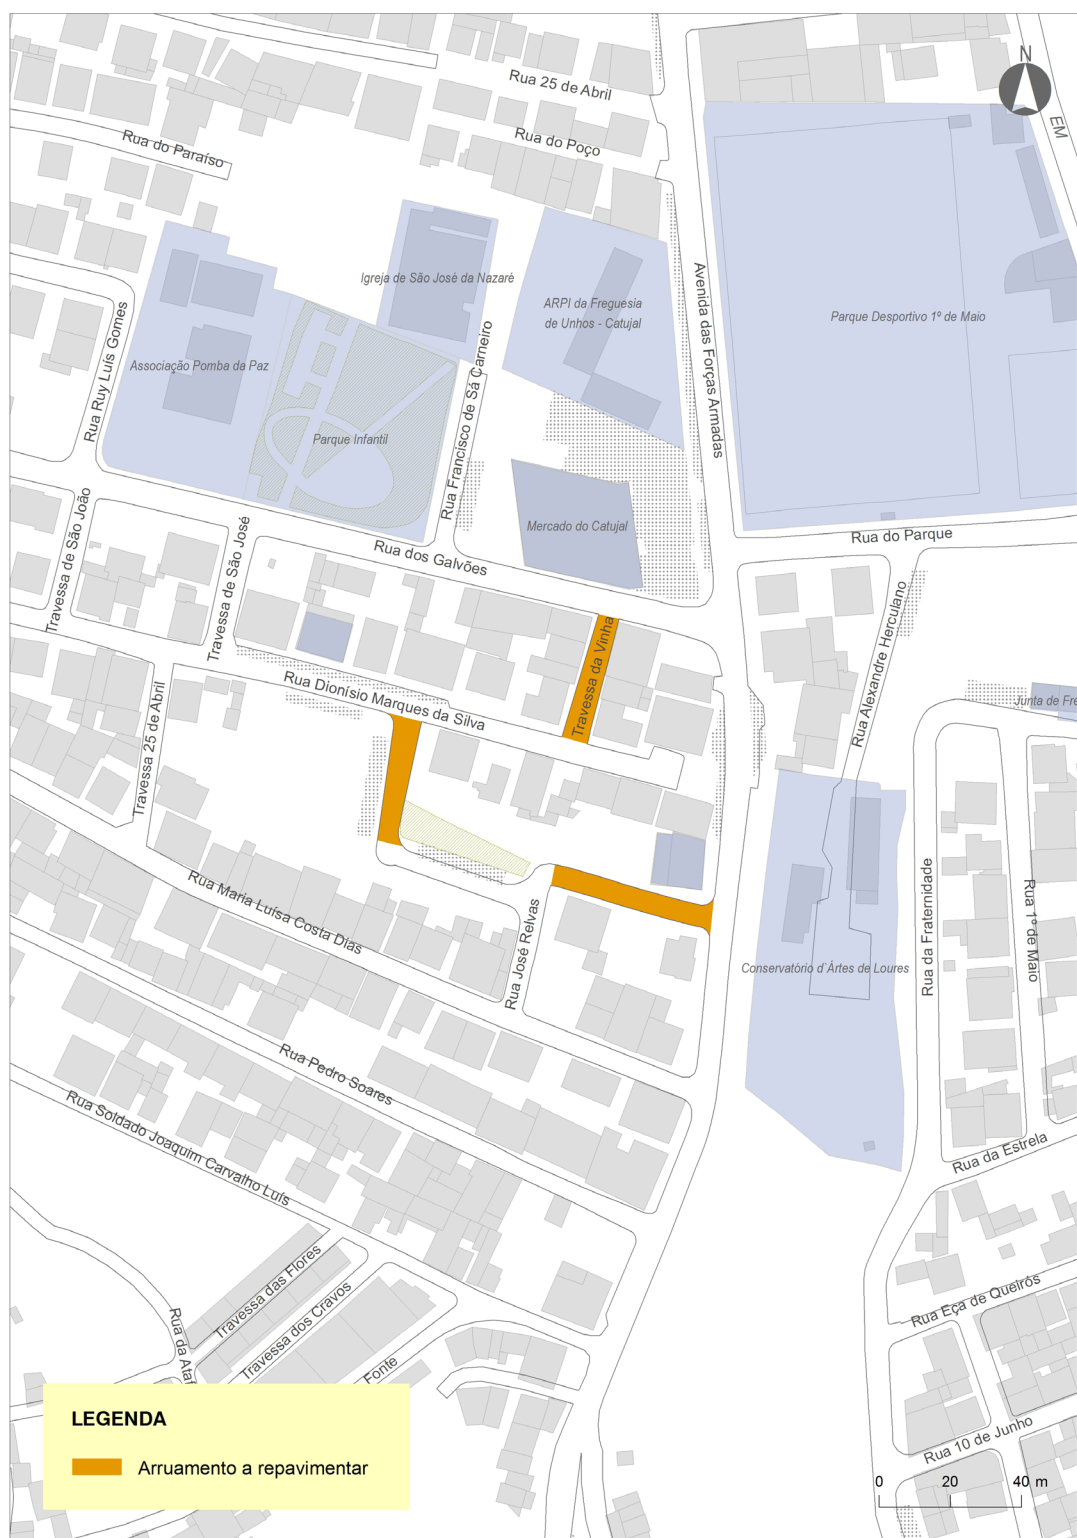 Rua 25 de Abril
N
EM
Rua do Poço
Rua do Paraíso
Igreja de São José da Nazaré
ARPI da Freguesia
de Unhos - Catujal
Avenida das Forças Armadas
Parque Desportivo 1º de Maio
Rua Ruy Luís Gomes
Associação Pomba da Paz
Rua Francisco de Sá Carneiro
Parque Infantil
Mercado do Catujal
Rua do Parque
Travessa de São João
Travessa de São José
Rua dos Galvões
Rua Alexandre Herculano
Travessa da Vinha
Rua Dionísio Marques da Silva
Junta de Fre
Travessa 25 de Abril
Rua Maria Luísa Costa Dias
Rua José Relvas
Rua da Fraternidade
Rua 1º de Maio
Conservatório d´Ártes de Loures
Rua Pedro Soares
Rua Soldado Joaquim Carvalho Luís
Rua da Estrela
Travessa das Flores
Travessa dos Cravos
Rua da Ataf
Fonte
Rua Eça de Queirós
Rua 10 de Junho
LEGENDA
Arruamento a repavimentar
0 20 40 m